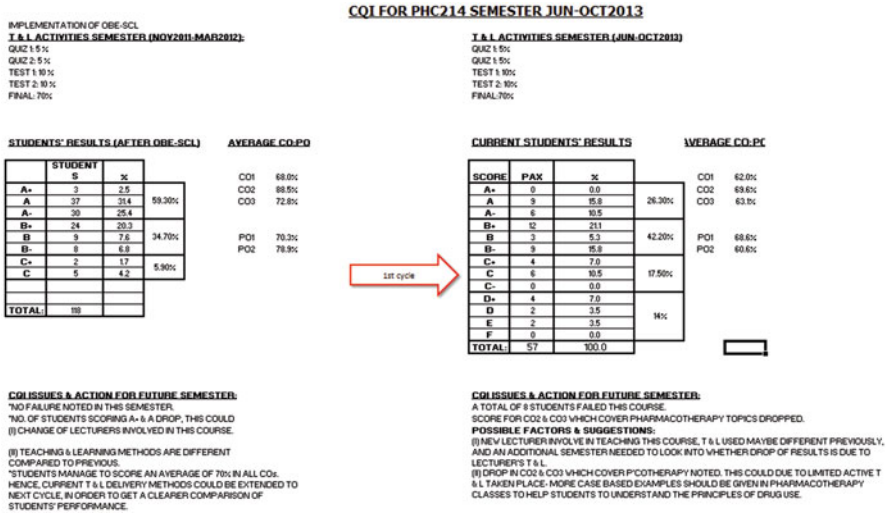 CQI FOR PHC214 SEMESTER JUN-OCT2013
IMPLEMENTATION OF OBE-SCL
T & L ACTIVITIES SEMESTER (NOV2011-MAR2012):
QUIZ 1: 5 %
QUIZ 2: 5 %
TEST 1: 10 %
TEST 2: 10 %
FINAL: 70%
T & L ACTIVITIES SEMESTER (JUN-OCT2013)
QUIZ 1: 5%
QUIZ 2: 5%
TEST 1: 10%
TEST 2: 10%
FINAL:70%
STUDENTS' RESULTS (AFTER OBE-SCL) AVERAGE CO:PO
STUDENT
S %
A+ 3 2.5
A 37 31.4 59.30%
A- 30 25.4
B+ 24 20.3
B 9 7.6 34.70%
B- 8 6.8
C+ 2 1.7 5.90%
C 5 4.2
TOTAL: 118
CO1 68.0%
CO2 88.5%
CO3 72.8%
PO1 70.3%
PO2 78.9%
1st cycle
CURRENT STUDENTS' RESULTS VERAGE CO:PC
SCORE PAX %
A+ 0 0.0
A 9 15.8 26.30%
A- 6 10.5
B+ 12 21.1
B 3 5.3 42.20%
B- 9 15.8
C+ 4 7.0
C 6 10.5 17.50%
C- 0 0.0
D+ 4 7.0
D 2 3.5 14%
E 2 3.5
F 0 0.0
TOTAL: 57 100.0
CO1 62.0%
CO2 69.6%
CO3 63.1%
PO1 68.6%
PO2 60.6%
CQI ISSUES & ACTION FOR FUTURE SEMESTER:
*NO FAILURE NOTED IN THIS SEMESTER.
*NO. OF STUDENTS SCORING A+ & A DROP, THIS COULD
(I) CHANGE OF LECTURERS INVOLVED IN THIS COURSE.
(II) TEACHING & LEARNING METHODS ARE DIFFERENT
COMPARED TO PREVIOUS.
*STUDENTS MANAGE TO SCORE AN AVERAGE OF 70% IN ALL COs.
HENCE, CURRENT T & L DELIVERY METHODS COULD BE EXTENDED TO
NEXT CYCLE, IN ORDER TO GET A CLEARER COMPARISON OF
STUDENTS' PERFORMANCE.
CQI ISSUES & ACTION FOR FUTURE SEMESTER:
A TOTAL OF 8 STUDENTS FAILED THIS COURSE.
SCORE FOR CO2 & CO3 WHICH COVER PHARMACOTHERAPY TOPICS DROPPED.
POSSIBLE FACTORS & SUGGESTIONS:
(I) NEW LECTURER INVOLVE IN TEACHING THIS COURSE, T & L USED MAYBE DIFFERENT PREVIOUSLY,
AND AN ADDITIONAL SEMESTER NEEDED TO LOOK INTO WHETHER DROP OF RESULTS IS DUE TO
LECTURER'S T & L.
(II) DROP IN CO2 & CO3 WHICH COVER P'COTHERAPY NOTED. THIS COULD DUE TO LIMITED ACTIVE T
& L TAKEN PLACE- MORE CASE BASED EXAMPLES SHOULD BE GIVEN IN PHARMACOTHERAPY
CLASSES TO HELP STUDENTS TO UNDERSTAND THE PRINCIPLES OF DRUG USE.